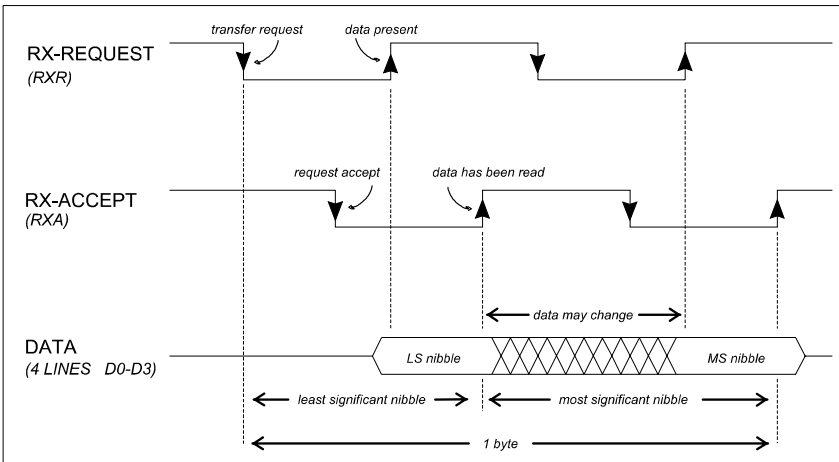 transfer request
data present
RX-REQUEST
(RXR)
request accept
data has been read
RX-ACCEPT
(RXA)
data may change
DATA
(4 LINES D0-D3)
LS nibble
MS nibble
least significant nibble
most significant nibble
1 byte